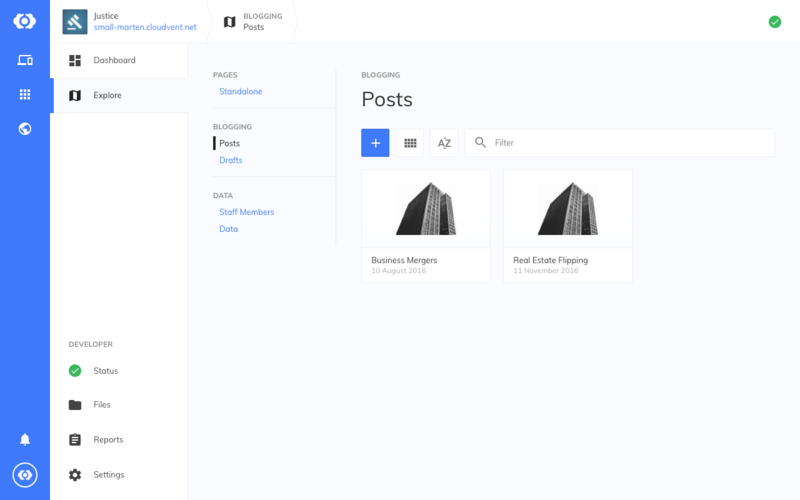 Justice
small-marten.cloudvent.net
BLOGGING
Posts
Dashboard
Explore
DEVELOPER
Status
Files
Reports
Settings
PAGES
Standalone
BLOGGING
Posts
Drafts
DATA
Staff Members
Data
BLOGGING
Posts
AZ
Filter
Business Mergers
10 August 2016
Real Estate Flipping
11 November 2016